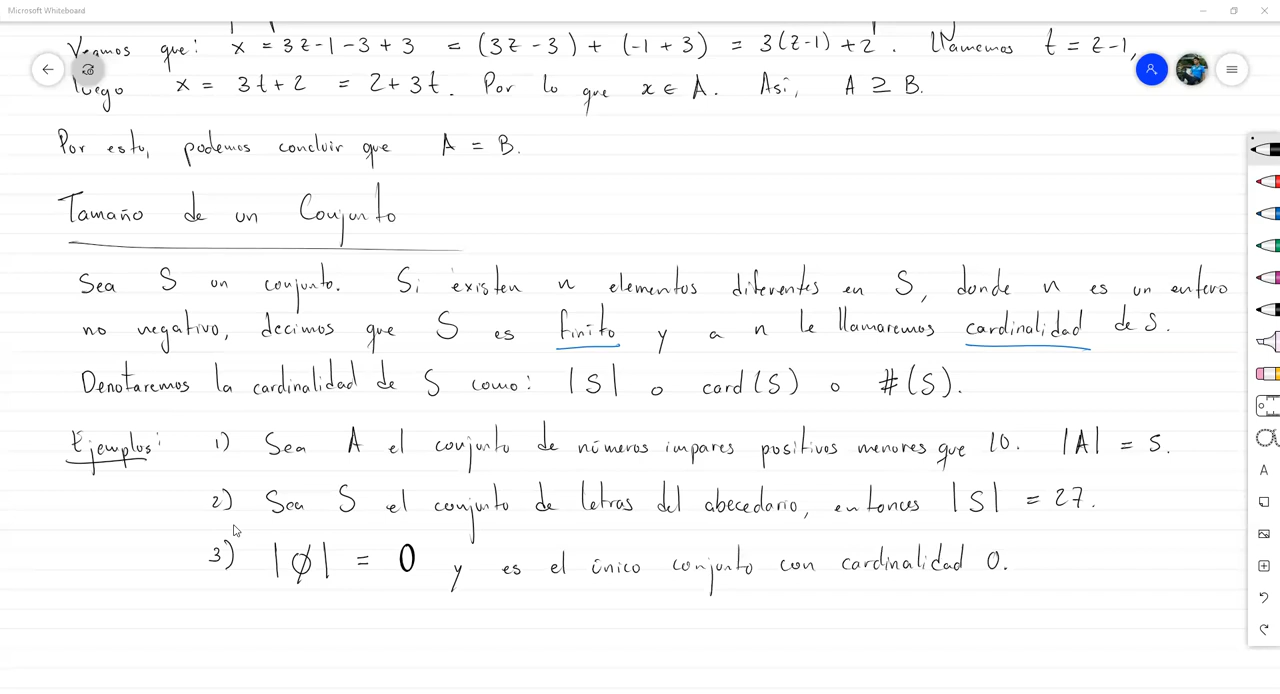 Microsoft Whiteboard
Veamos que: x = 3z-1-3+3 = (3z-3)+(-1+3) = 3(z-1)+2. Llamemos t = z-1,
luego x = 3t+2 = 2+3t. Por lo que x ∈ A. Así, A ⊇ B.
Por esto, podemos concluir que A = B.
Tamaño de un Conjunto
Sea S un conjunto. Si existen n elementos diferentes en S, donde n es un entero
no negativo, decimos que S es finito y a n le llamaremos cardinalidad de S.
Denotaremos la cardinalidad de S como: |S| o card(S) o #(S).
Ejemplos: 1) Sea A el conjunto de números impares positivos menores que 10. |A| = 5.
2) Sea S el conjunto de letras del abecedario, entonces |S| = 27.
3) |∅| = 0 y es el único conjunto con cardinalidad 0.
A